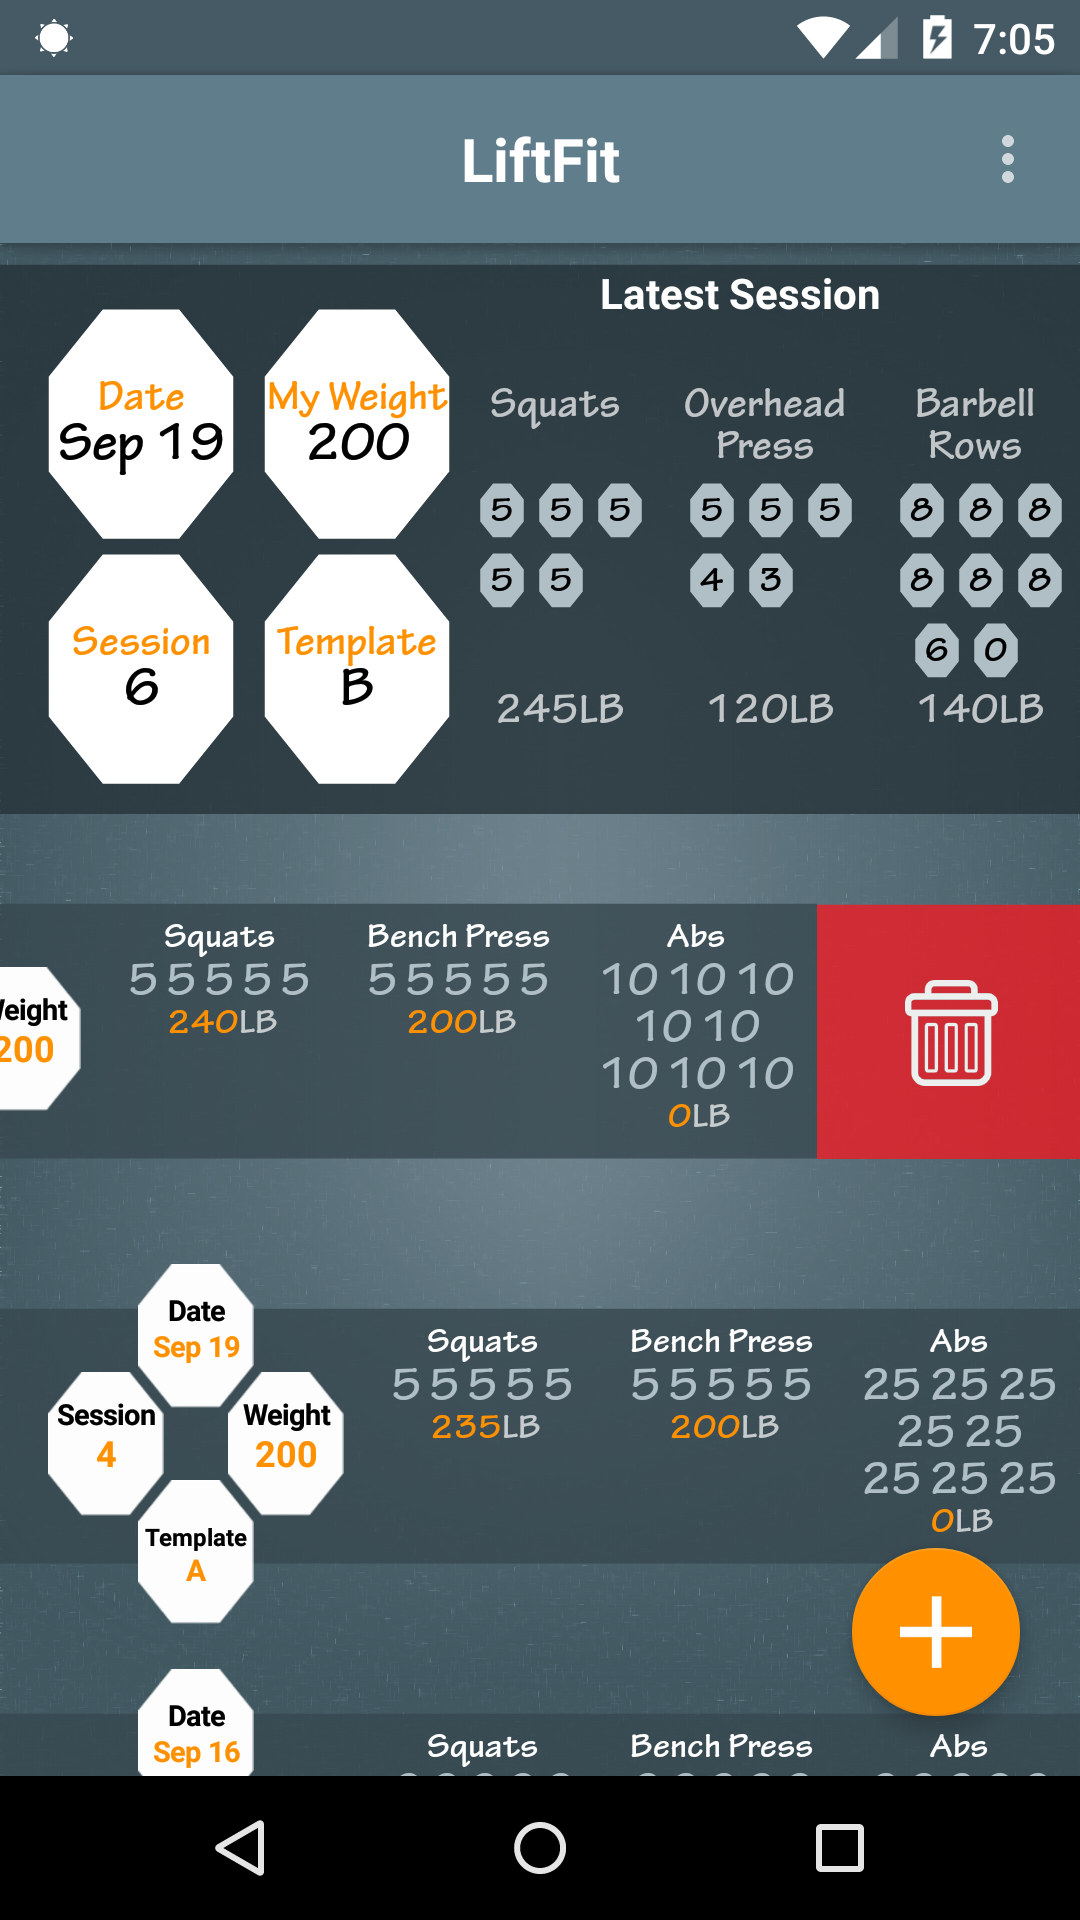 7:05
LiftFit
Latest Session
Date
Sep 19
My Weight
200
Session
6
Template
B
Squats
5 5 5
5 5
245LB
Overhead
Press
5 5 5
4 3
120LB
Barbell
Rows
8 8 8
8 8 8
6 0
140LB
eight
200
Squats
5 5 5 5 5
240LB
Bench Press
5 5 5 5 5
200LB
Abs
10 10 10
10 10
10 10 10
0LB
Date
Sep 19
Session
4
Weight
200
Template
A
Squats
5 5 5 5 5
235LB
Bench Press
5 5 5 5 5
200LB
Abs
25 25 25
25 25
25 25 25
0LB
Date
Sep 16
Squats
Bench Press
Abs